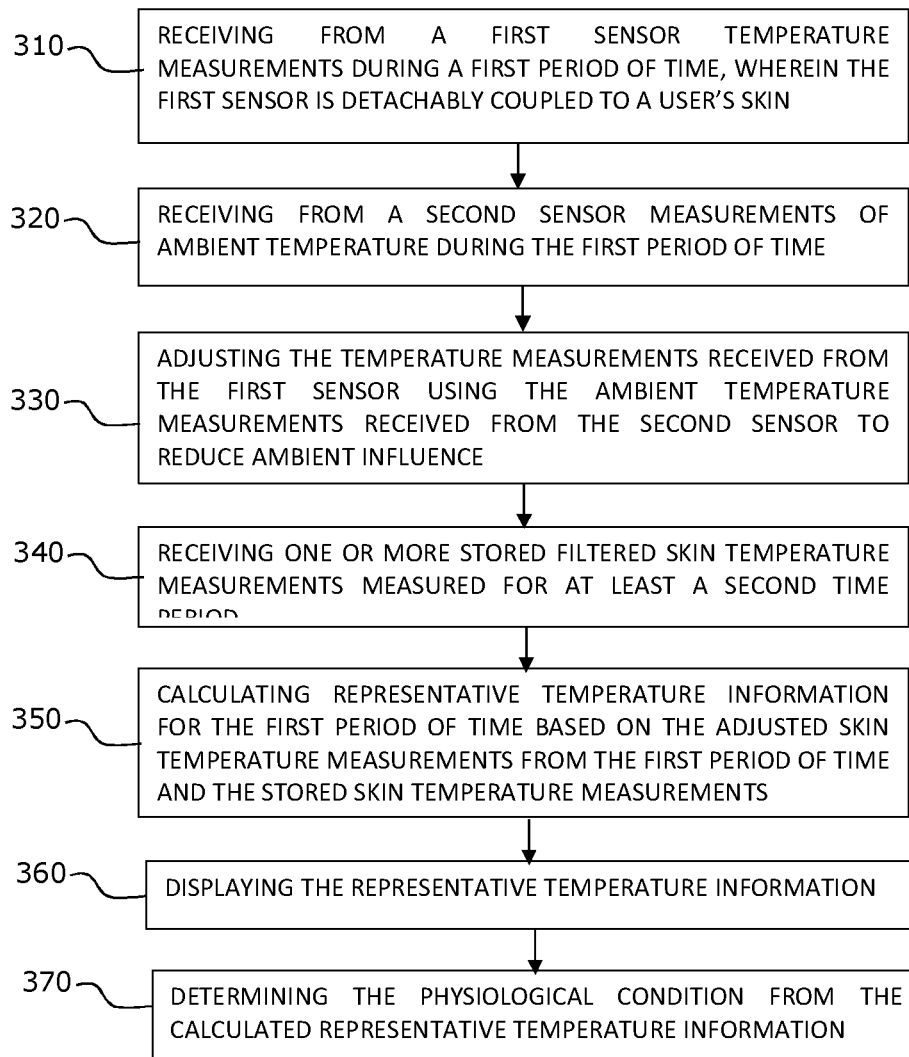 310
RECEIVING FROM A FIRST SENSOR TEMPERATURE
MEASUREMENTS DURING A FIRST PERIOD OF TIME, WHEREIN THE
FIRST SENSOR IS DETACHABLY COUPLED TO A USER'S SKIN
320
RECEIVING FROM A SECOND SENSOR MEASUREMENTS OF
AMBIENT TEMPERATURE DURING THE FIRST PERIOD OF TIME
330
ADJUSTING THE TEMPERATURE MEASUREMENTS RECEIVED FROM
THE FIRST SENSOR USING THE AMBIENT TEMPERATURE
MEASUREMENTS RECEIVED FROM THE SECOND SENSOR TO
REDUCE AMBIENT INFLUENCE
340
RECEIVING ONE OR MORE STORED FILTERED SKIN TEMPERATURE
MEASUREMENTS MEASURED FOR AT LEAST A SECOND TIME
PERIOD
350
CALCULATING REPRESENTATIVE TEMPERATURE INFORMATION
FOR THE FIRST PERIOD OF TIME BASED ON THE ADJUSTED SKIN
TEMPERATURE MEASUREMENTS FROM THE FIRST PERIOD OF TIME
AND THE STORED SKIN TEMPERATURE MEASUREMENTS
360
DISPLAYING THE REPRESENTATIVE TEMPERATURE INFORMATION
370
DETERMINING THE PHYSIOLOGICAL CONDITION FROM THE
CALCULATED REPRESENTATIVE TEMPERATURE INFORMATION